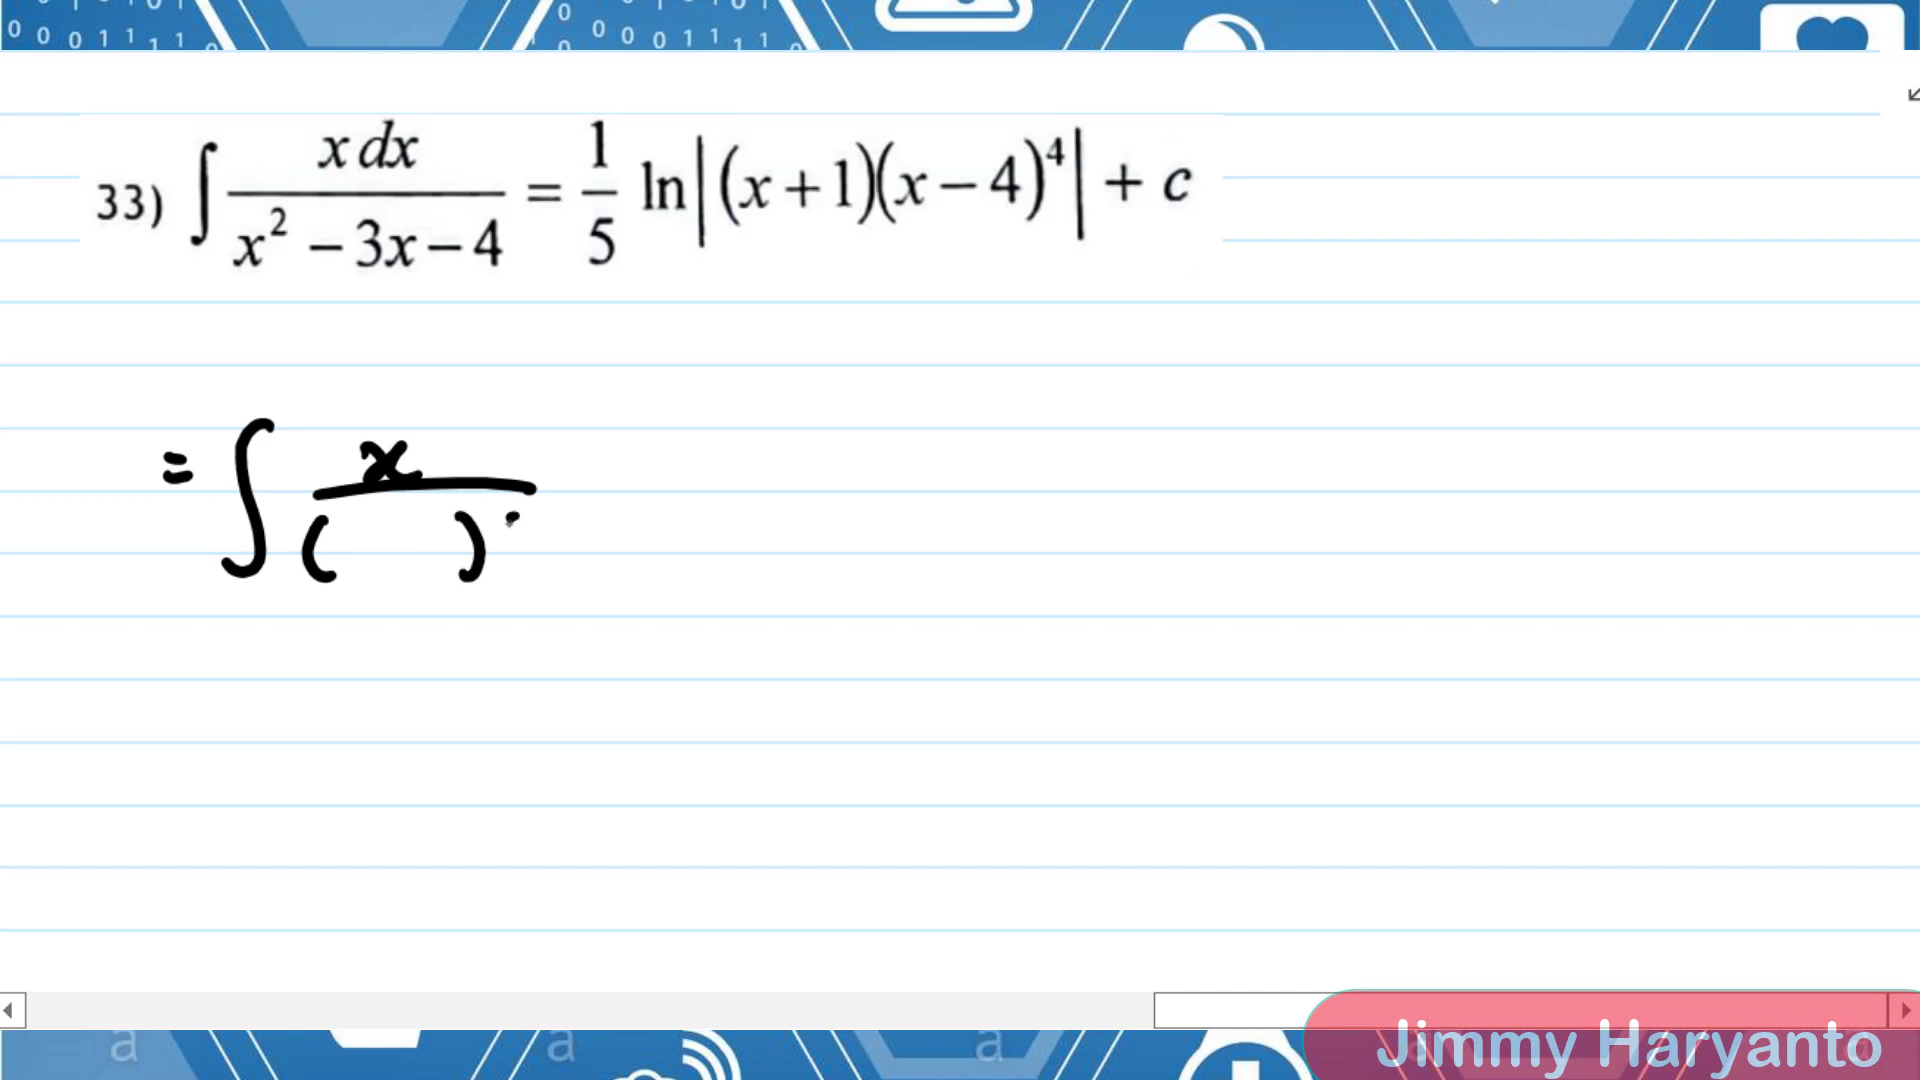 33) ∫ x dx / (x² − 3x − 4) = 1/5 ln|(x + 1)(x − 4)⁴| + c
= ∫ x / (   )
Jimmy Haryanto